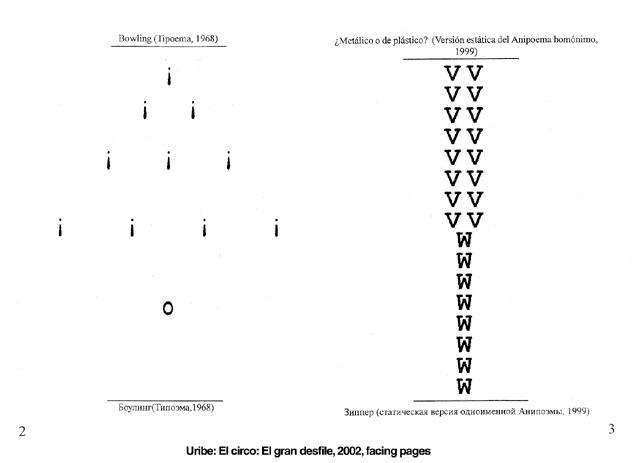 Bowling (Tipoema, 1968)
¡
¡ ¡
¡ ¡ ¡
¡ ¡ ¡ ¡
O
Боулинг(Типоэма,1968)
2
¿Metálico o de plástico? (Versión estática del Anipoema homónimo,
1999)
V V
V V
V V
V V
V V
V V
V V
V V
W
W
W
W
W
W
W
W
Зиппер (статическая версия одноименной Анипоэмы, 1999)
3
Uribe: El circo: El gran desfile, 2002, facing pages